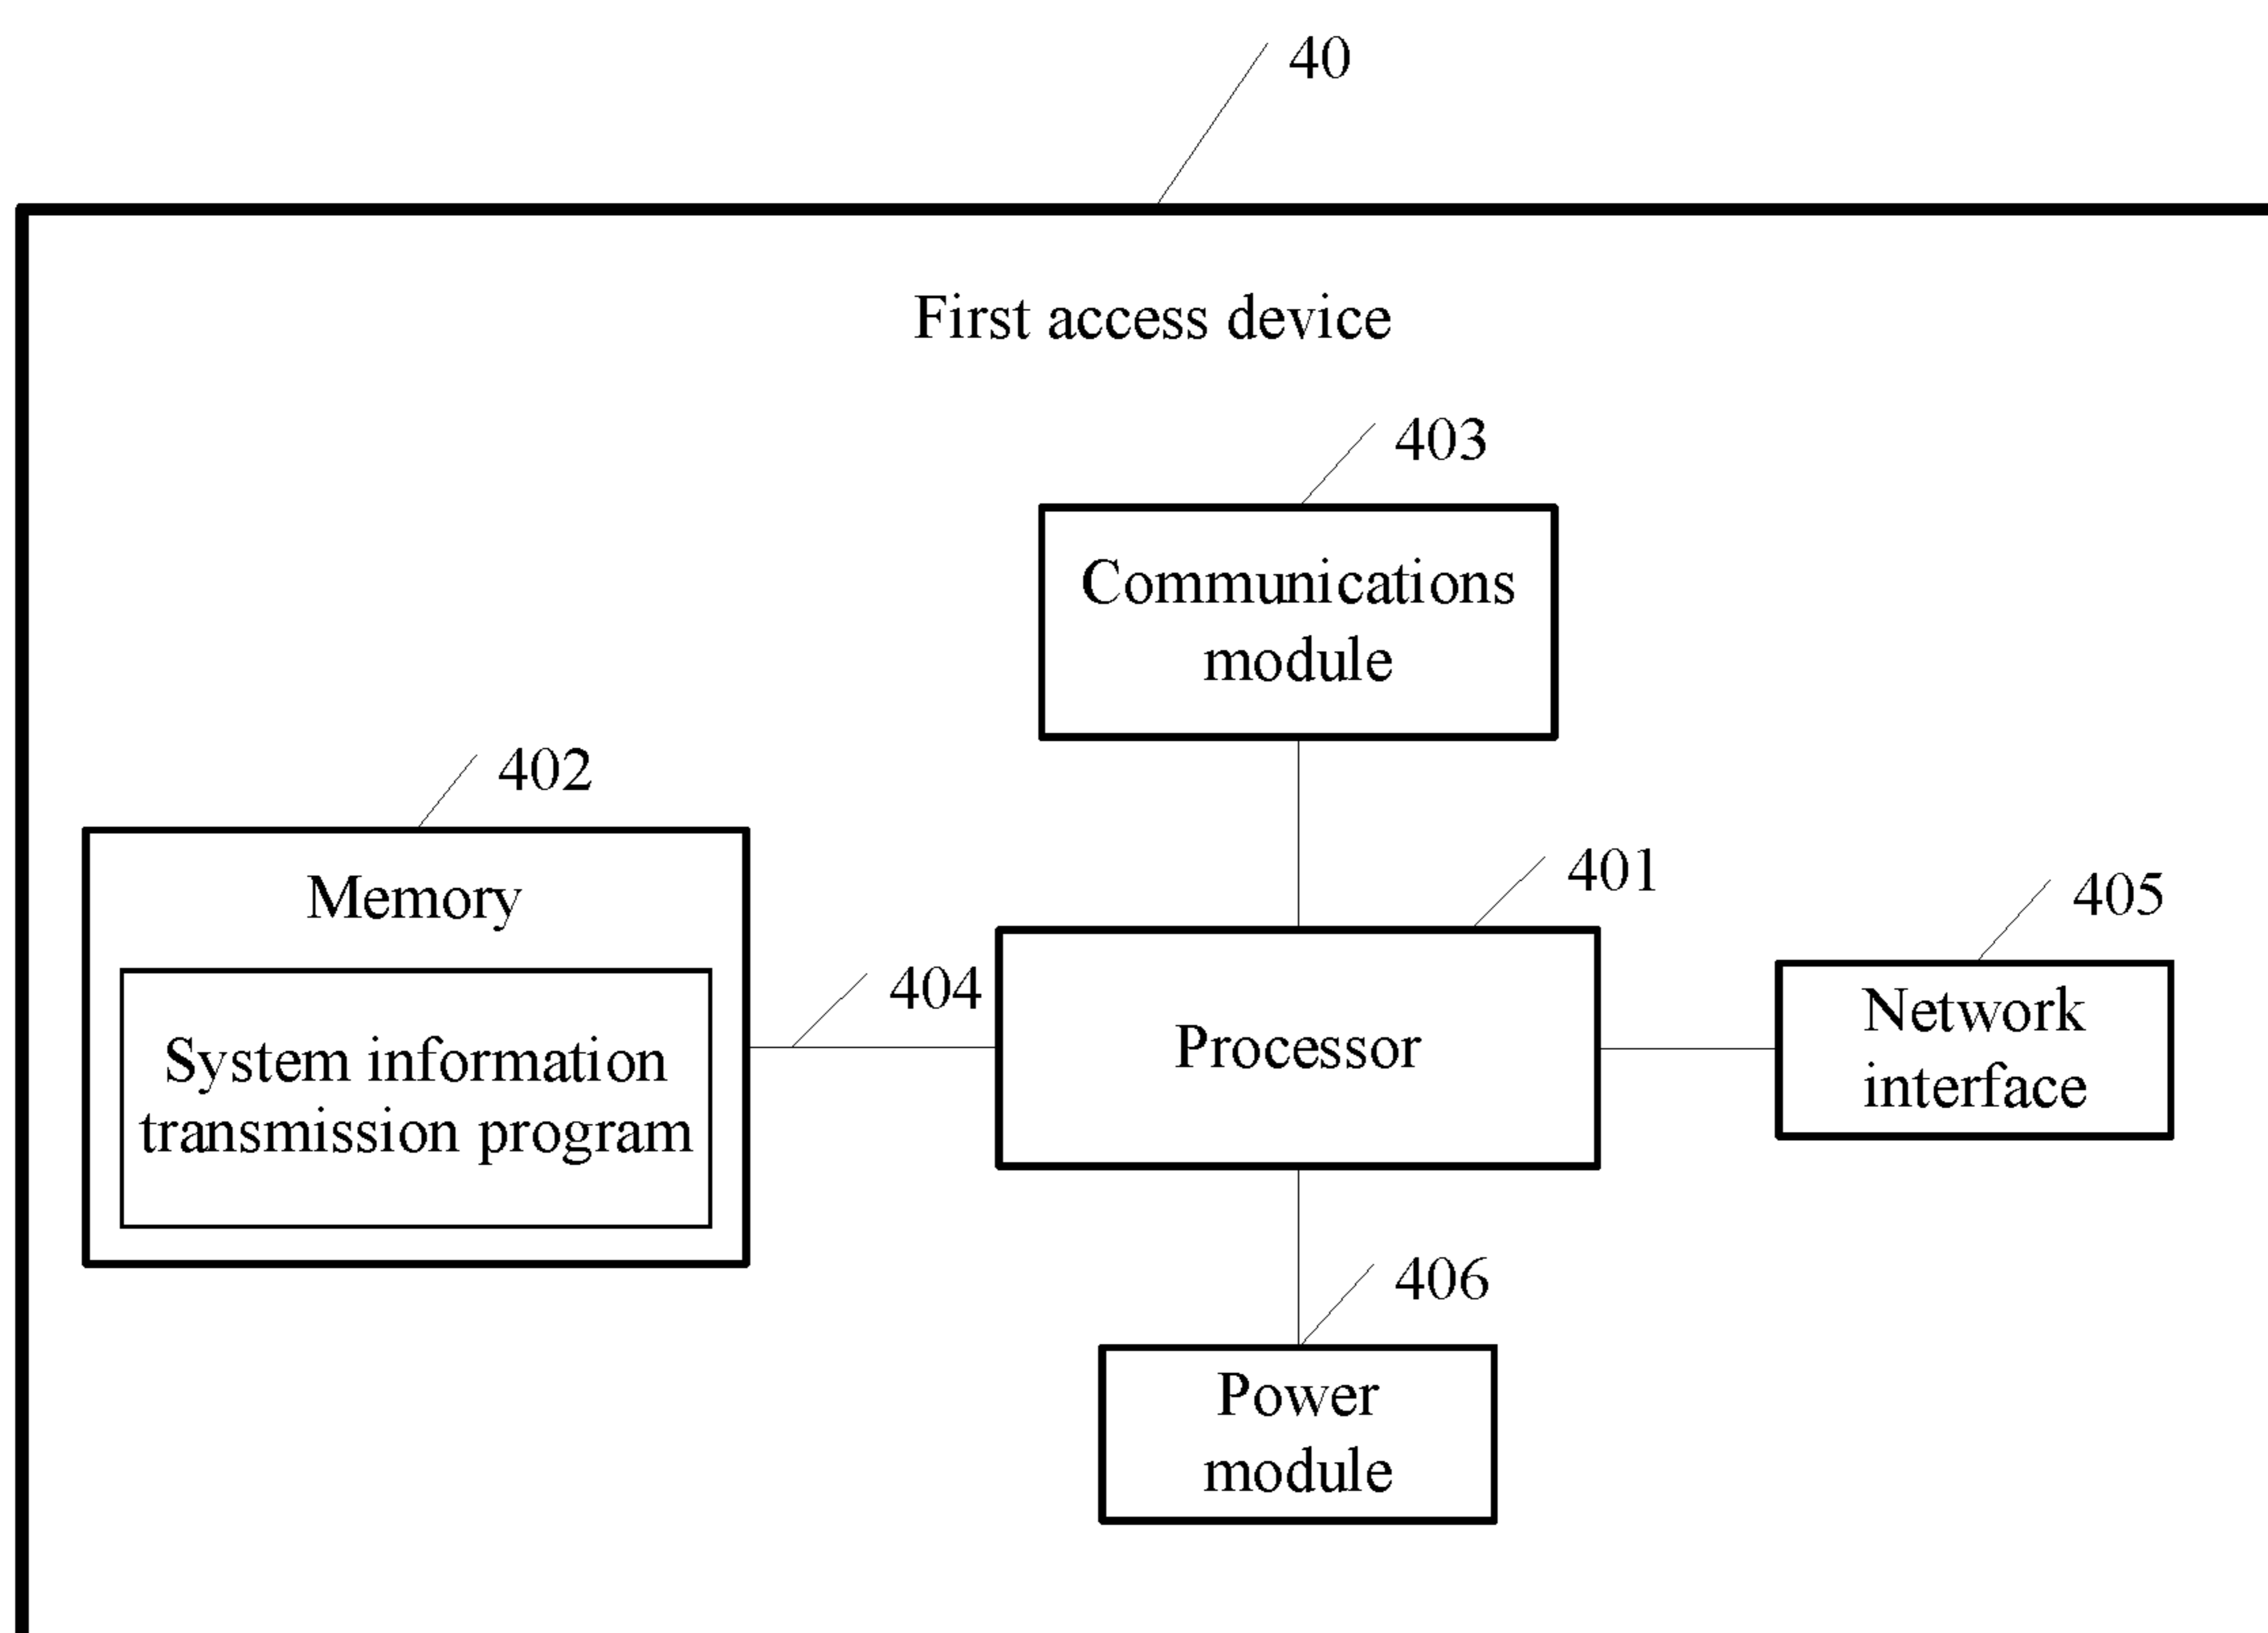 40
First access device
403
Communications
module
402
Memory
401
405
404
System information
transmission program
Processor
Network
interface
406
Power
module